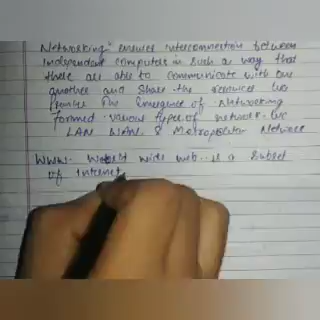 Networking ensures interconnection between
independent computers in such a way that
these are able to communicate with one
another and share the resources
The emergence of Networking
formed various types of network
LAN WAN & Metropolitan Network
WWW- World wide web.. is a subset
of Internet